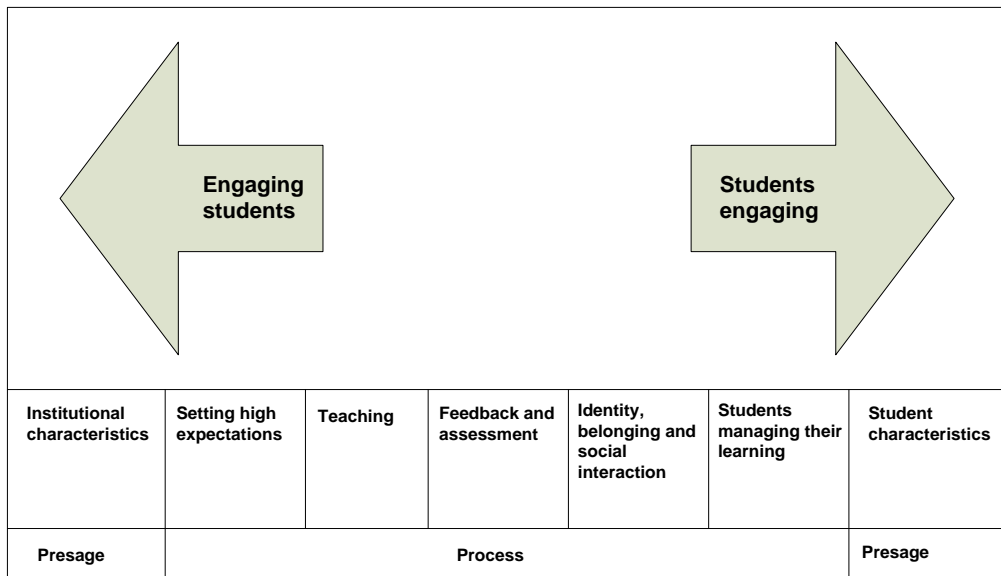 Engaging
students
Students
engaging
Institutional
characteristics
Setting high
expectations
Teaching
Feedback and
assessment
Identity,
belonging and
social
interaction
Students
managing their
learning
Student
characteristics
Presage
Process
Presage